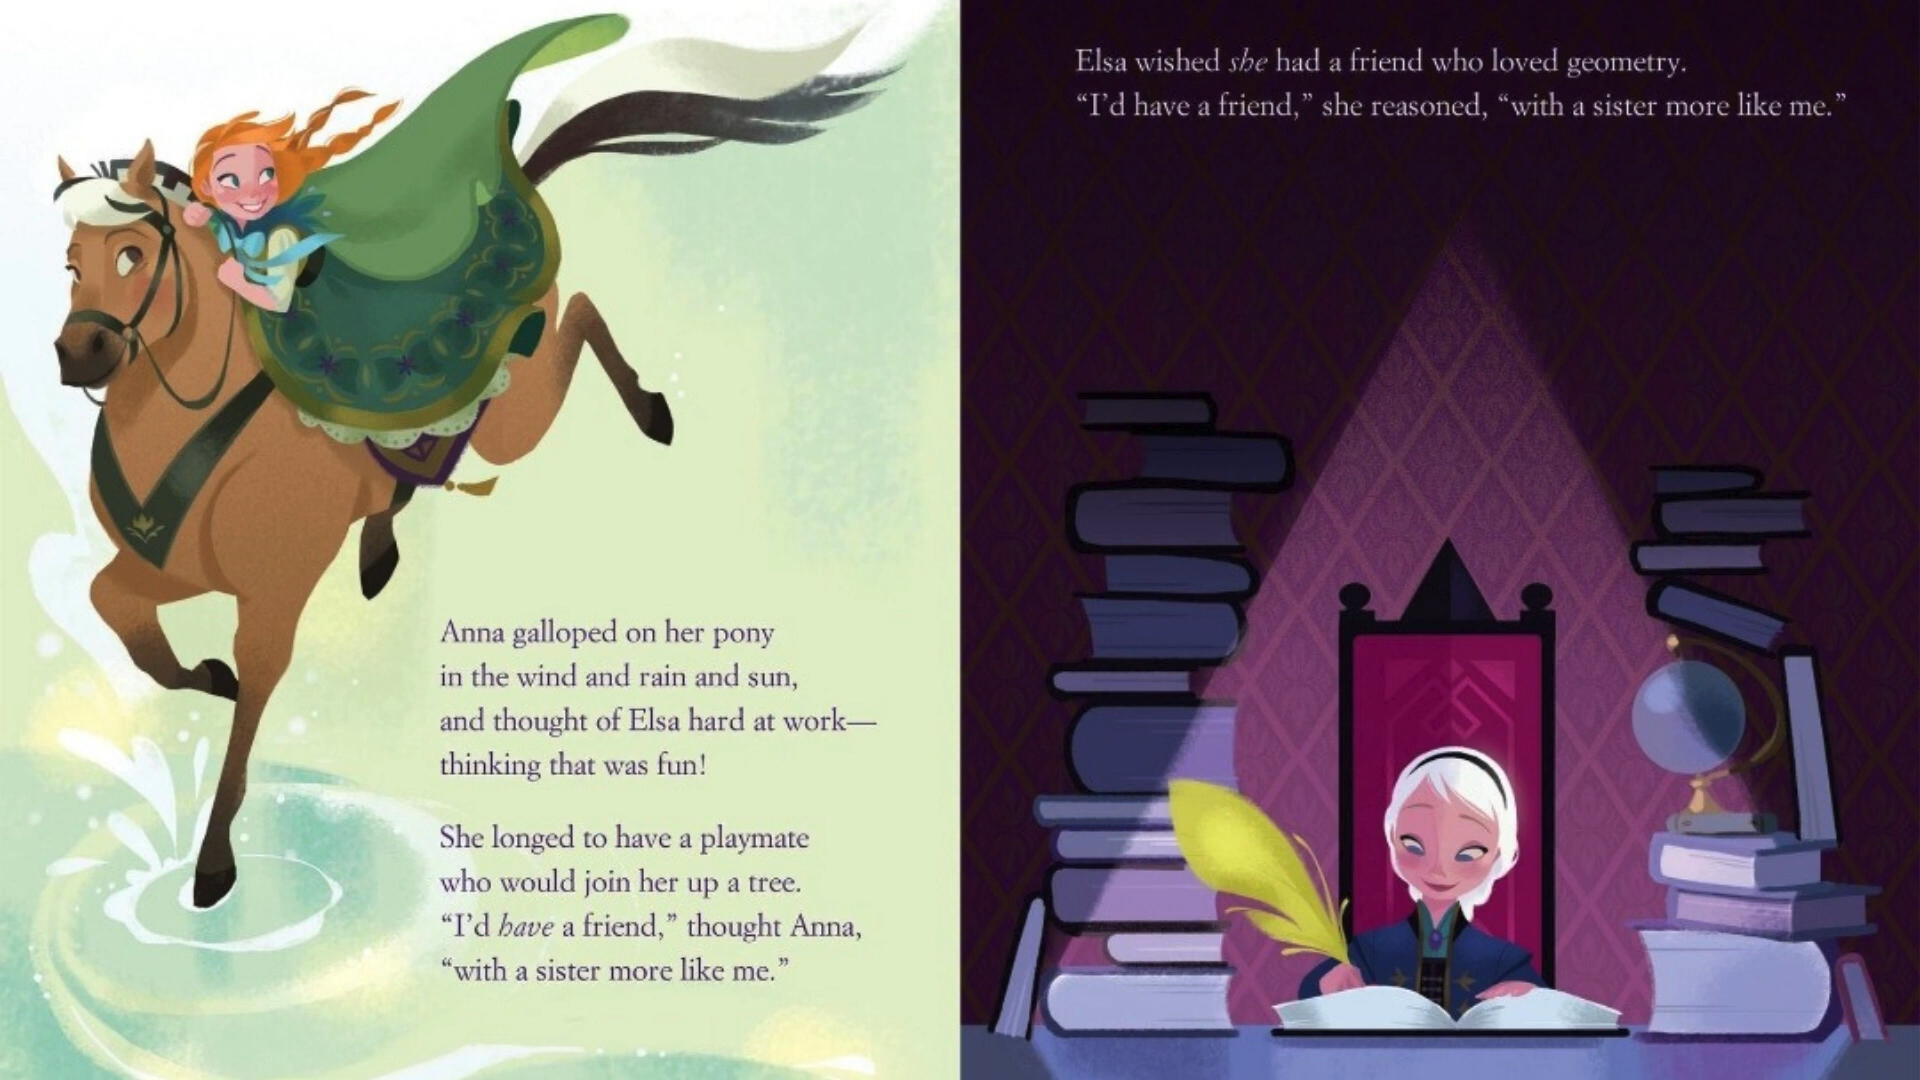 Anna galloped on her pony
in the wind and rain and sun,
and thought of Elsa hard at work—
thinking that was fun!
She longed to have a playmate
who would join her up a tree.
“I’d have a friend,” thought Anna,
“with a sister more like me.”
Elsa wished she had a friend who loved geometry.
“I’d have a friend,” she reasoned, “with a sister more like me.”